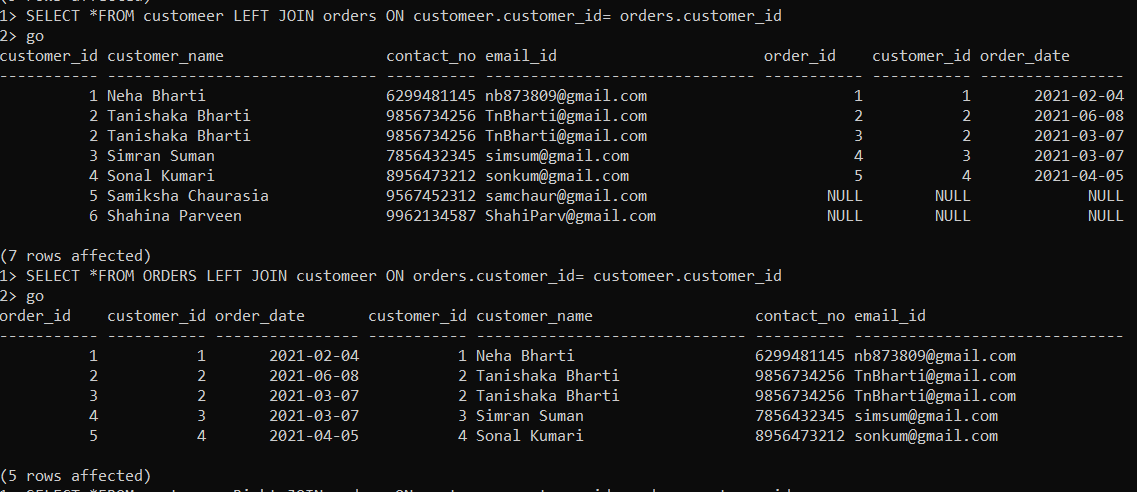 1> SELECT *FROM customeer LEFT JOIN orders ON customeer.customer_id= orders.customer_id
2> go
customer_id customer_name                  contact_no email_id                       order_id    customer_id order_date
----------- ------------------------------ ---------- ------------------------------ ----------- ----------- ----------------
          1 Neha Bharti                    6299481145 nb873809@gmail.com                       1           1       2021-02-04
          2 Tanishaka Bharti               9856734256 TnBharti@gmail.com                       2           2       2021-06-08
          2 Tanishaka Bharti               9856734256 TnBharti@gmail.com                       3           2       2021-03-07
          3 Simran Suman                   7856432345 simsum@gmail.com                         4           3       2021-03-07
          4 Sonal Kumari                   8956473212 sonkum@gmail.com                         5           4       2021-04-05
          5 Samiksha Chaurasia             9567452312 samchaur@gmail.com                    NULL        NULL             NULL
          6 Shahina Parveen                9962134587 ShahiParv@gmail.com                   NULL        NULL             NULL
(7 rows affected)
1> SELECT *FROM ORDERS LEFT JOIN customeer ON orders.customer_id= customeer.customer_id
2> go
order_id    customer_id order_date       customer_id customer_name                  contact_no email_id
----------- ----------- ---------------- ----------- ------------------------------ ---------- ------------------------------
          1           1       2021-02-04           1 Neha Bharti                    6299481145 nb873809@gmail.com
          2           2       2021-06-08           2 Tanishaka Bharti               9856734256 TnBharti@gmail.com
          3           2       2021-03-07           2 Tanishaka Bharti               9856734256 TnBharti@gmail.com
          4           3       2021-03-07           3 Simran Suman                   7856432345 simsum@gmail.com
          5           4       2021-04-05           4 Sonal Kumari                   8956473212 sonkum@gmail.com
(5 rows affected)